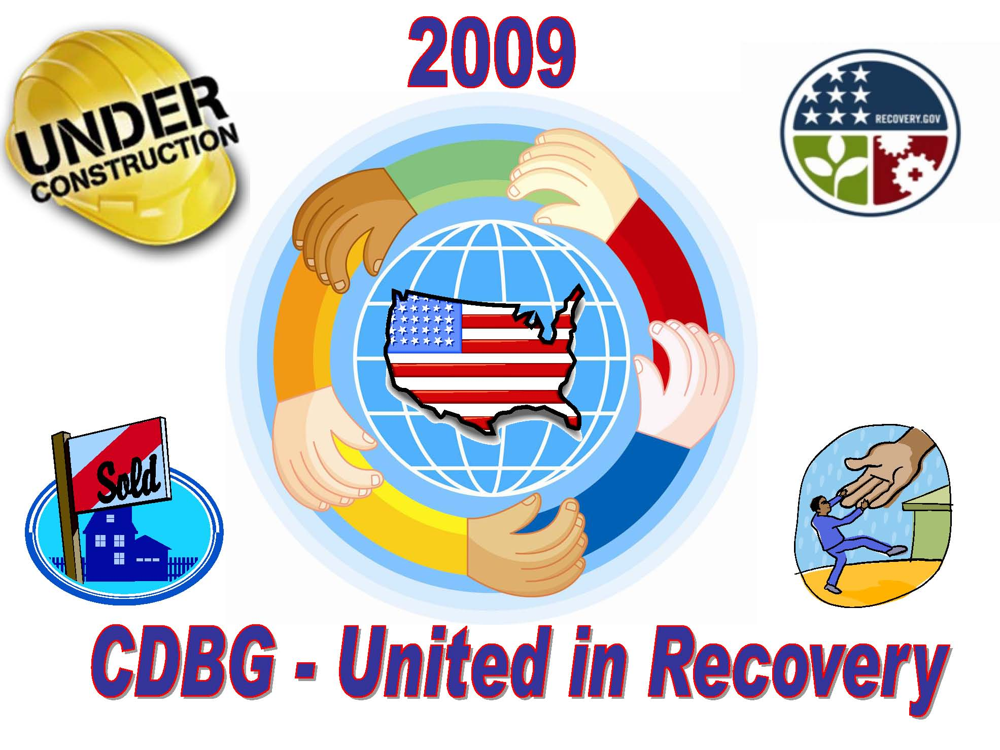 2009
UNDER
CONSTRUCTION
RECOVERY.GOV
Sold
CDBG - United in Recovery